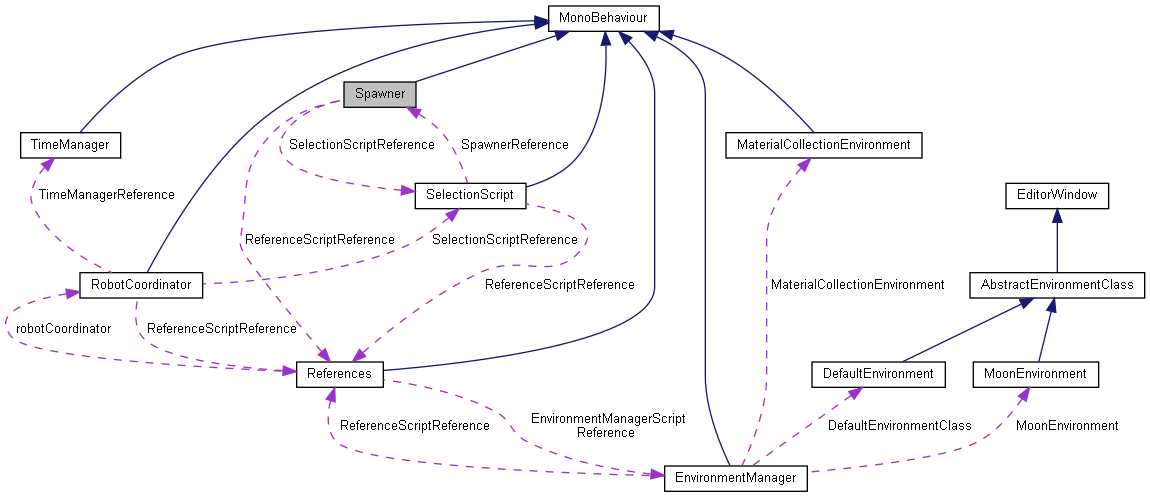 MonoBehaviour
Spawner
TimeManager
SelectionScriptReference
SpawnerReference
MaterialCollectionEnvironment
TimeManagerReference
SelectionScript
EditorWindow
ReferenceScriptReference
SelectionScriptReference
RobotCoordinator
ReferenceScriptReference
MaterialCollectionEnvironment
AbstractEnvironmentClass
robotCoordinator
ReferenceScriptReference
References
DefaultEnvironment
MoonEnvironment
ReferenceScriptReference
EnvironmentManagerScript
Reference
DefaultEnvironmentClass
MoonEnvironment
EnvironmentManager